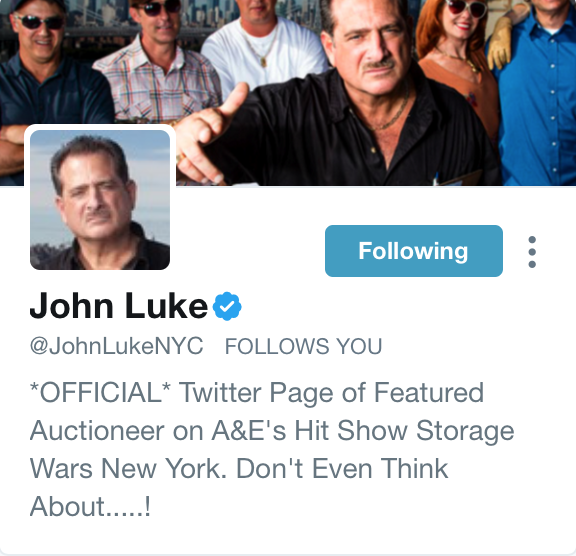 Following
John Luke
@JohnLukeNYC FOLLOWS YOU
*OFFICIAL* Twitter Page of Featured
Auctioneer on A&E's Hit Show Storage
Wars New York. Don't Even Think
About.....!